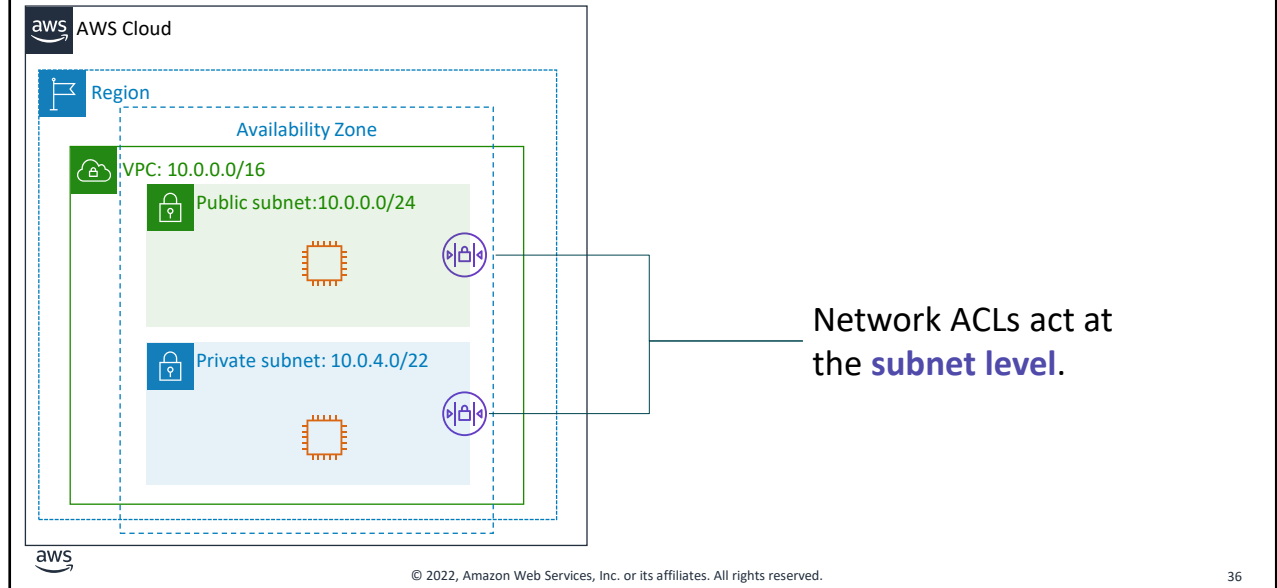 aws AWS Cloud
Region
Availability Zone
VPC: 10.0.0.0/16
Public subnet:10.0.0.0/24
Private subnet: 10.0.4.0/22
Network ACLs act at
the subnet level.
aws
© 2022, Amazon Web Services, Inc. or its affiliates. All rights reserved.
36